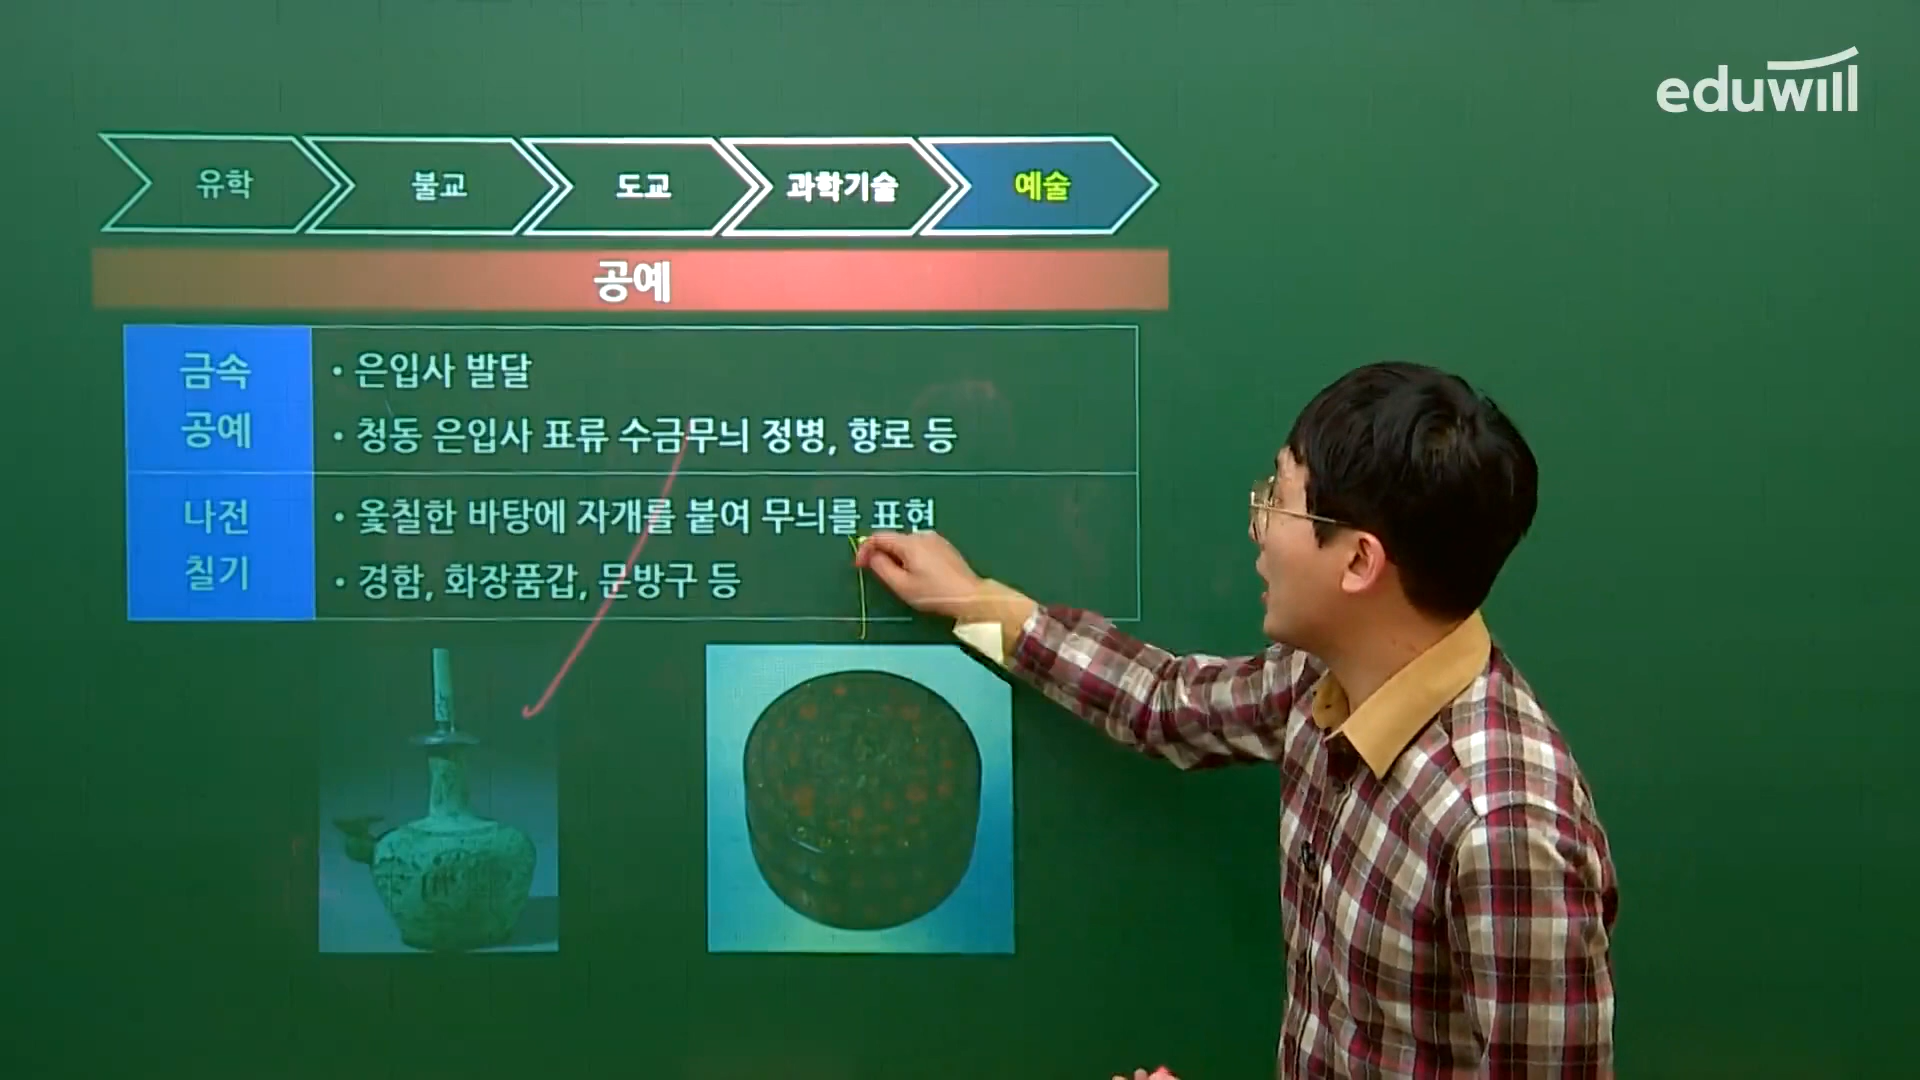 eduwill
유학 불교 도교 과학기술 예술
공예
금속
공예
• 은입사 발달
• 청동 은입사 표류 수금무늬 정병, 향로 등
나전
칠기
• 옻칠한 바탕에 자개를 붙여 무늬를 표현
• 경함, 화장품갑, 문방구 등